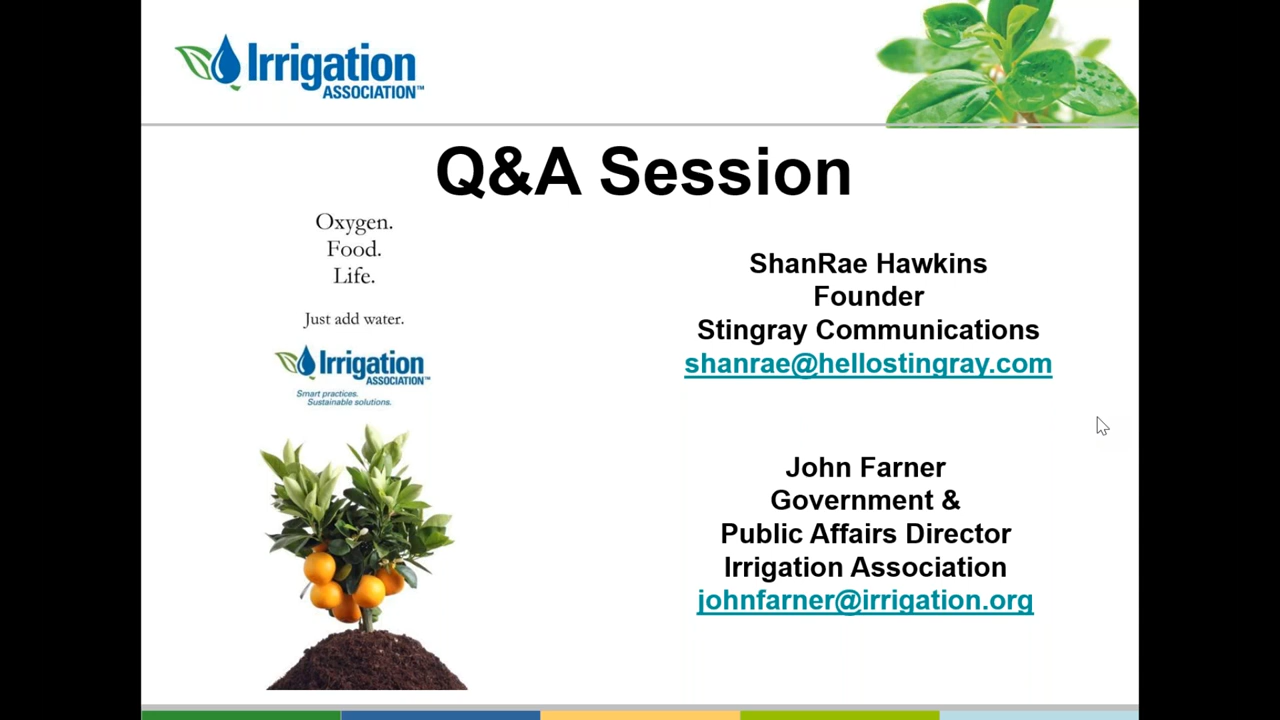 Irrigation
ASSOCIATION™
Q&A Session
Oxygen.
Food.
Life.
Just add water.
Irrigation
ASSOCIATION™
Smart practices.
Sustainable solutions.
ShanRae Hawkins
Founder
Stingray Communications
shanrae@hellostingray.com
John Farner
Government &
Public Affairs Director
Irrigation Association
johnfarner@irrigation.org